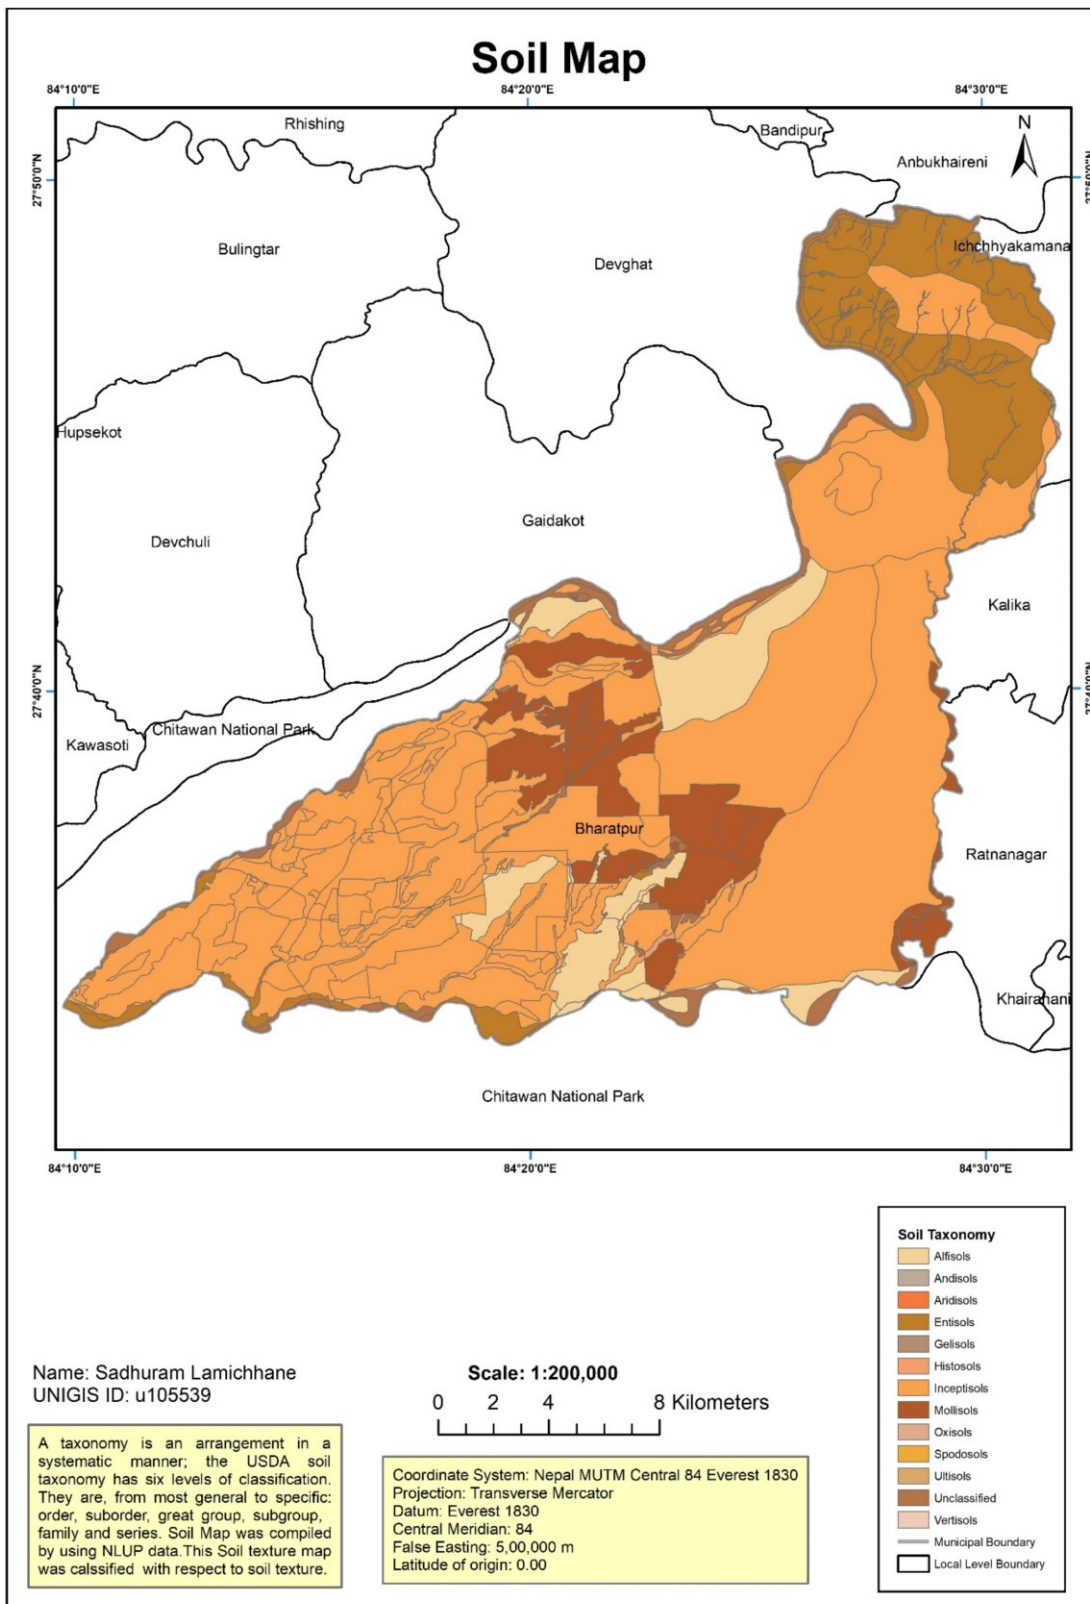 Soil Map
84°10'0"E
84°20'0"E
84°30'0"E
Rhishing
Bandipur
N
Anbukhaireni
27°50'0"N
27°50'0"N
Bulingtar
Devghat
Ichchhyakamana
Hupsekot
Devchuli
Gaidakot
Kalika
27°40'0"N
27°40'0"N
Chitawan National Park
Kawasoti
Bharatpur
Ratnanagar
Khairahani
Chitawan National Park
84°10'0"E
84°20'0"E
84°30'0"E
Soil Taxonomy
Alfisols
Andisols
Aridisols
Entisols
Gelisols
Histosols
Inceptisols
Mollisols
Oxisols
Spodosols
Ultisols
Unclassified
Vertisols
Municipal Boundary
Local Level Boundary
Name: Sadhuram Lamichhane
UNIGIS ID: u105539
Scale: 1:200,000
0 2 4 8 Kilometers
A taxonomy is an arrangement in a
systematic manner; the USDA soil
taxonomy has six levels of classification.
They are, from most general to specific:
order, suborder, great group, subgroup,
family and series. Soil Map was compiled
by using NLUP data.This Soil texture map
was calssified with respect to soil texture.
Coordinate System: Nepal MUTM Central 84 Everest 1830
Projection: Transverse Mercator
Datum: Everest 1830
Central Meridian: 84
False Easting: 5,00,000 m
Latitude of origin: 0.00